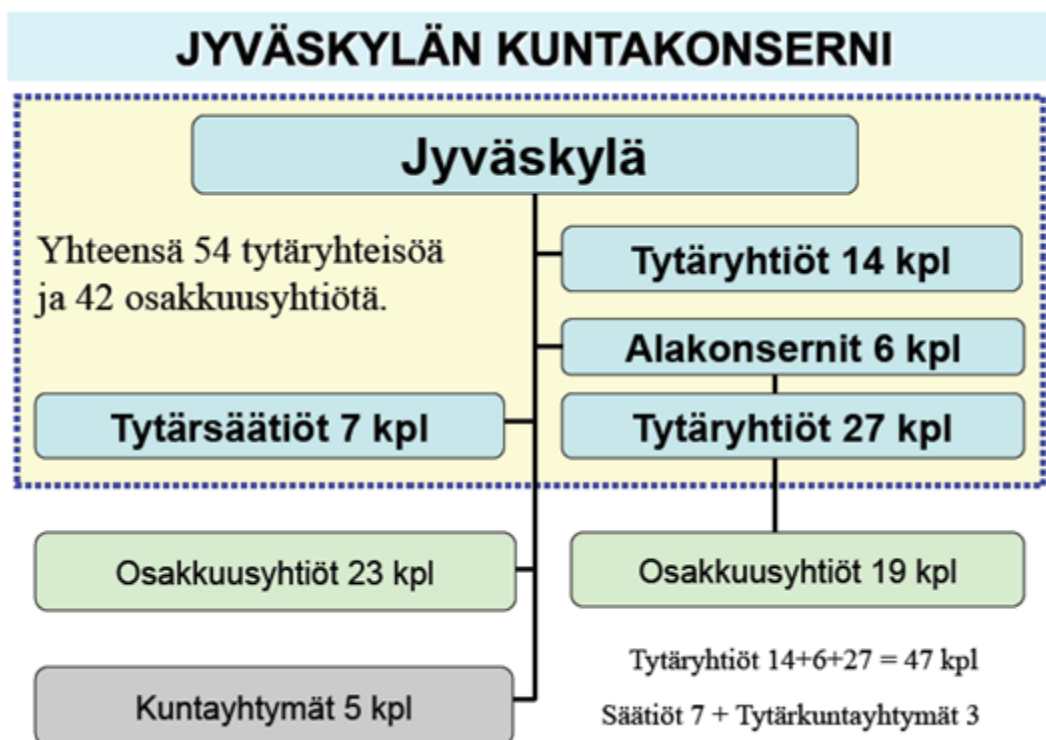 JYVÄSKYLÄN KUNTAKONSERNI
Jyväskylä
Yhteensä 54 tytäryhteisöä
ja 42 osakkuusyhtiötä.
Tytäryhtiöt 14 kpl
Alakonsernit 6 kpl
Tytärsäätiöt 7 kpl
Tytäryhtiöt 27 kpl
Osakkuusyhtiöt 23 kpl
Osakkuusyhtiöt 19 kpl
Tytäryhtiöt 14+6+27 = 47 kpl
Kuntayhtymät 5 kpl
Säätiöt 7 + Tytärkuntayhtymät 3